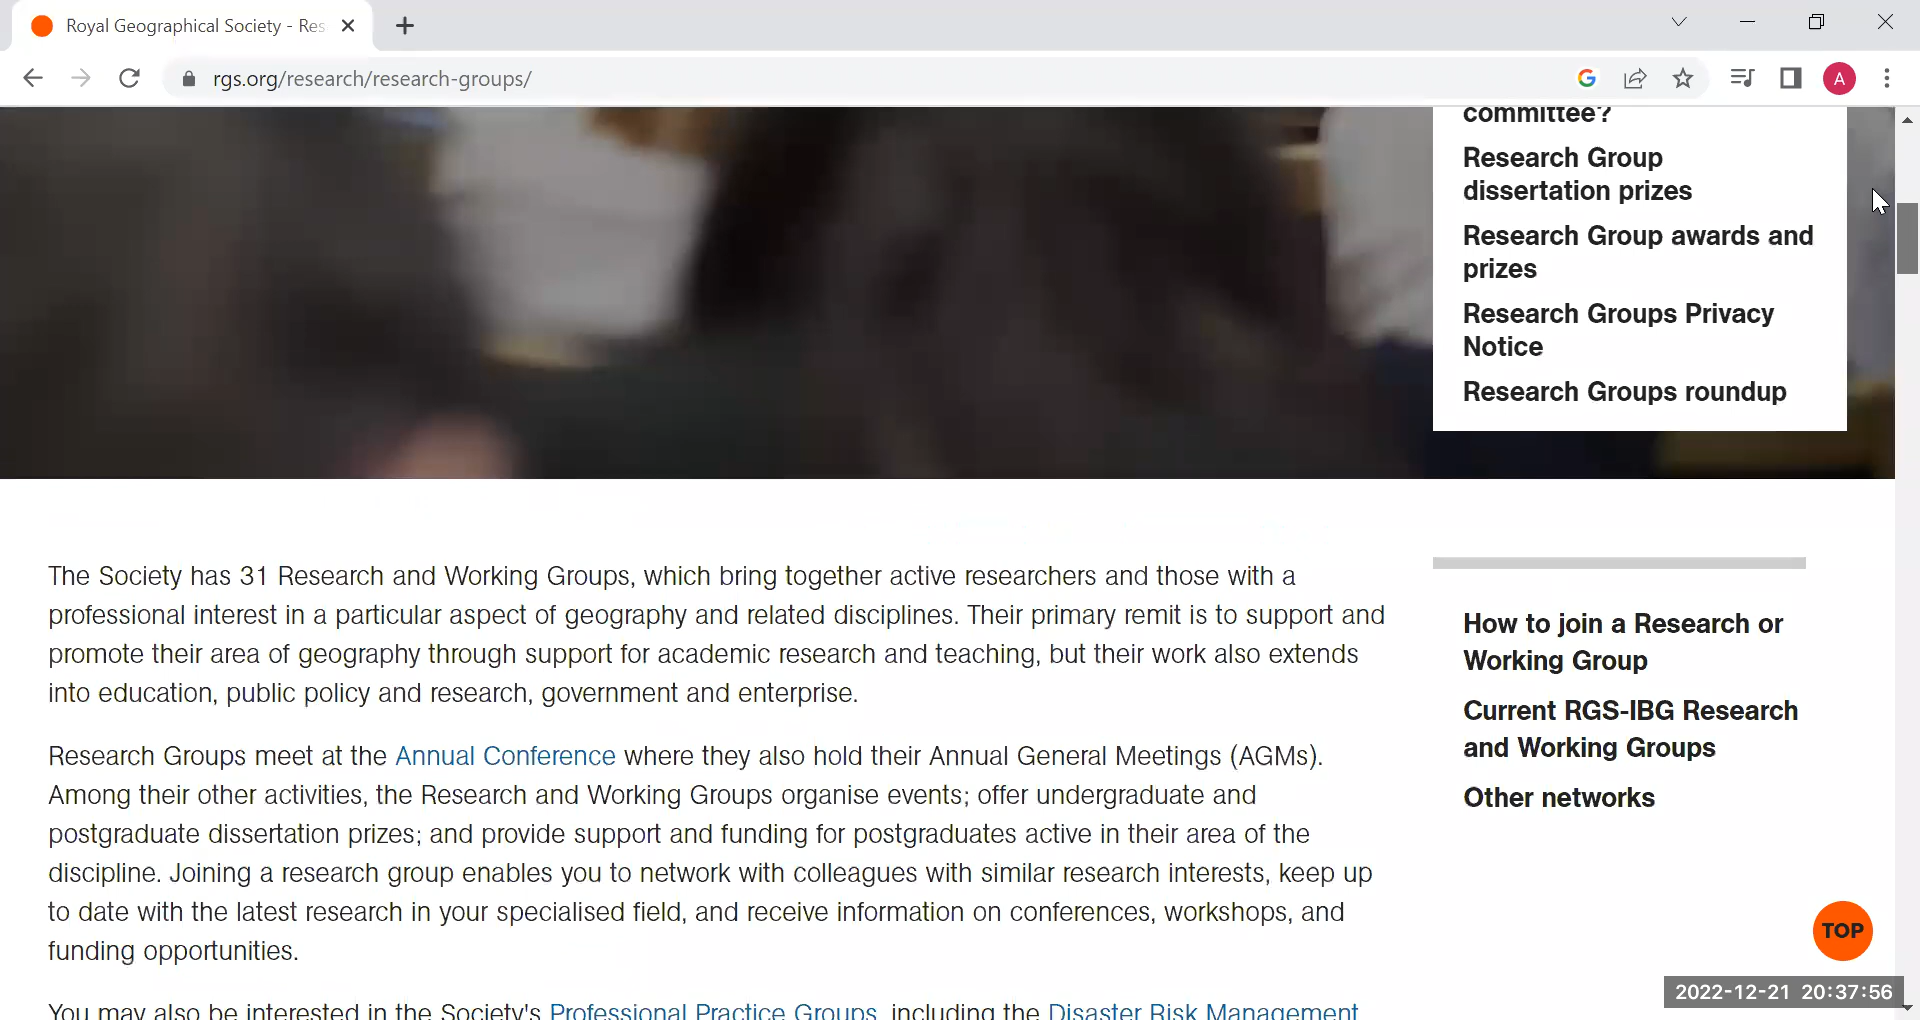 Royal Geographical Society - Res
rgs.org/research/research-groups/
A
committee?
Research Group
dissertation prizes
Research Group awards and
prizes
Research Groups Privacy
Notice
Research Groups roundup
The Society has 31 Research and Working Groups, which bring together active researchers and those with a
professional interest in a particular aspect of geography and related disciplines. Their primary remit is to support and
promote their area of geography through support for academic research and teaching, but their work also extends
into education, public policy and research, government and enterprise.
Research Groups meet at the Annual Conference where they also hold their Annual General Meetings (AGMs).
Among their other activities, the Research and Working Groups organise events; offer undergraduate and
postgraduate dissertation prizes; and provide support and funding for postgraduates active in their area of the
discipline. Joining a research group enables you to network with colleagues with similar research interests, keep up
to date with the latest research in your specialised field, and receive information on conferences, workshops, and
funding opportunities.
You may also be interested in the Society's Professional Practice Groups, including the Disaster Risk Management
How to join a Research or
Working Group
Current RGS-IBG Research
and Working Groups
Other networks
TOP
2022-12-21 20:37:56